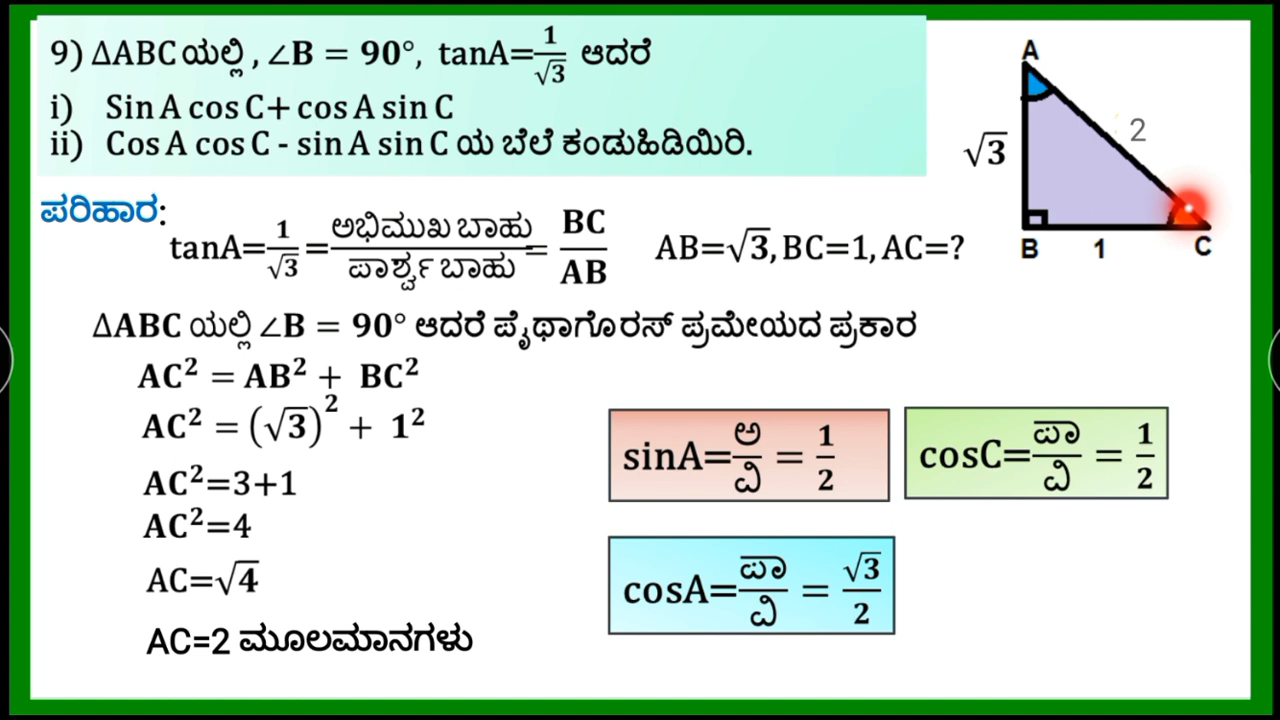 9) ΔABC ಯಲ್ಲಿ , ∠B = 90°, tanA=1/√3 ಆದರೆ
i) Sin A cos C+ cos A sin C
ii) Cos A cos C - sin A sin C ಯ ಬೆಲೆ ಕಂಡುಹಿಡಿಯಿರಿ.
A
√3
2
B 1 C
ಪರಿಹಾರ:
tanA=1/√3=ಅಭಿಮುಖ ಬಾಹು/ಪಾರ್ಶ್ವ ಬಾಹು = BC/AB AB=√3, BC=1, AC=?
ΔABC ಯಲ್ಲಿ ∠B = 90° ಆದರೆ ಪೈಥಾಗೊರಸ್ ಪ್ರಮೇಯದ ಪ್ರಕಾರ
AC² = AB² + BC²
AC² = (√3)² + 1²
AC²=3+1
AC²=4
AC=√4
AC=2 ಮೂಲಮಾನಗಳು
sinA=ಅ/ವಿ = 1/2
cosC=ಪಾ/ವಿ = 1/2
cosA=ಪಾ/ವಿ = √3/2